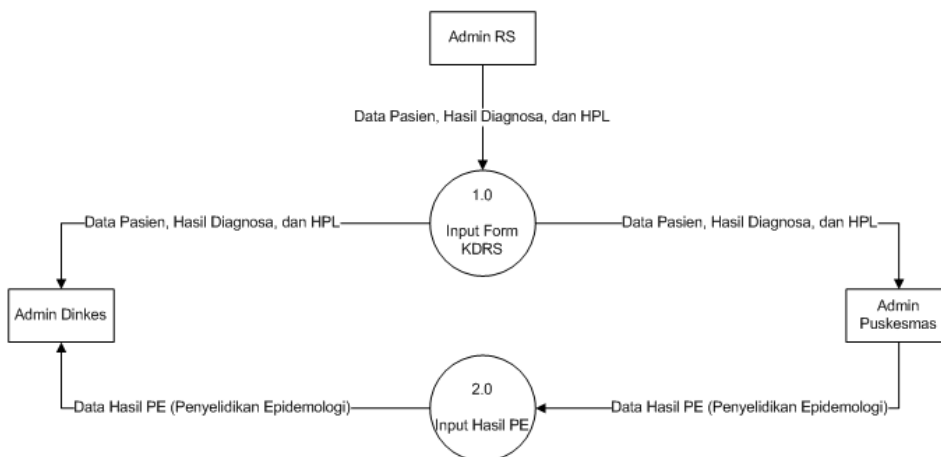 Admin RS
Data Pasien, Hasil Diagnosa, dan HPL
1.0
Input Form
KDRS
Data Pasien, Hasil Diagnosa, dan HPL
Data Pasien, Hasil Diagnosa, dan HPL
Admin Dinkes
Admin
Puskesmas
2.0
Input Hasil PE
Data Hasil PE (Penyelidikan Epidemologi)
Data Hasil PE (Penyelidikan Epidemologi)